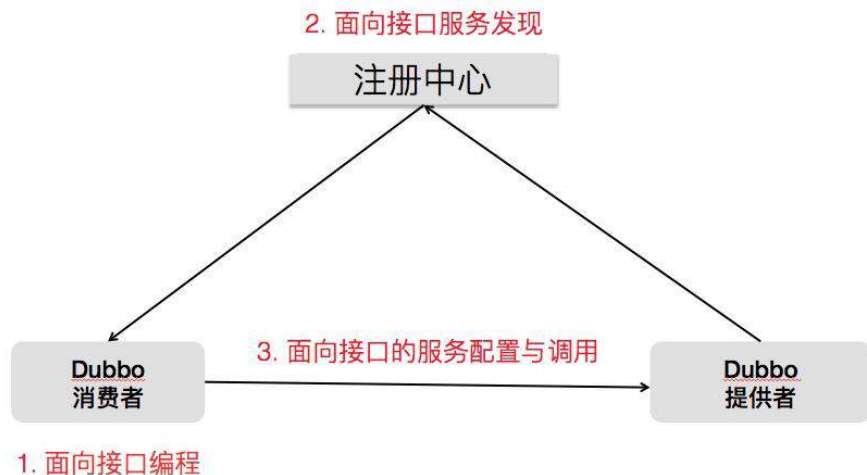 2. 面向接口服务发现
注册中心
3. 面向接口的服务配置与调用
Dubbo
消费者
Dubbo
提供者
1. 面向接口编程